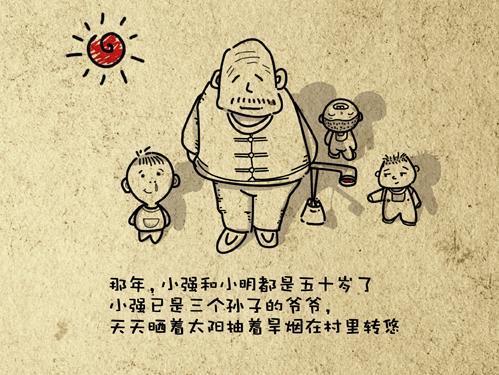 那年，小强和小明都是五十岁了
小强已是三个孙子的爷爷，
天天晒着太阳抽着旱烟在村里转悠